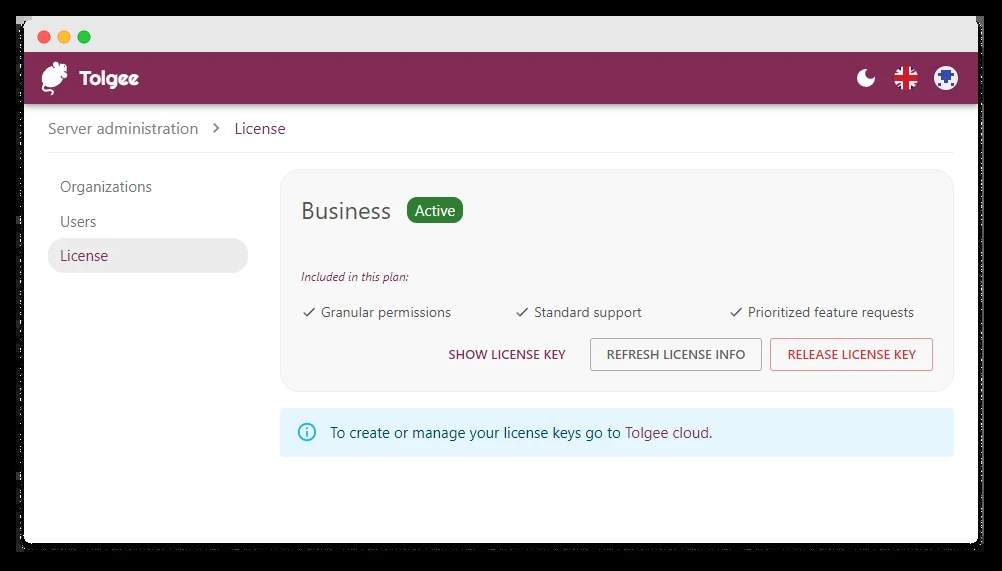 Tolgee
Server administration > License
Organizations
Users
License
Business Active
Included in this plan:
Granular permissions Standard support Prioritized feature requests
SHOW LICENSE KEY REFRESH LICENSE INFO RELEASE LICENSE KEY
To create or manage your license keys go to Tolgee cloud.